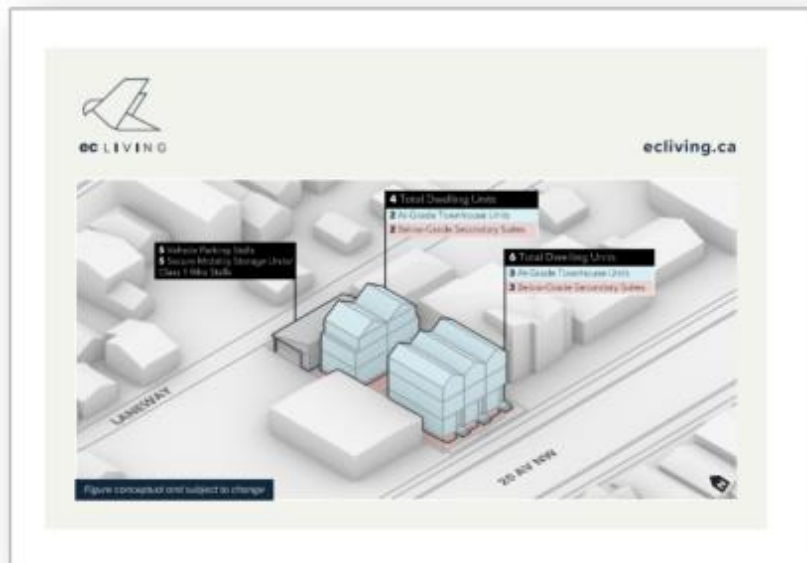 ec LIVING
ecliving.ca
4 Total Dwelling Units
2 At-Grade Townhouse Units
2 Below-Grade Secondary Suites
6 Total Dwelling Units
3 At-Grade Townhouse Units
3 Below-Grade Secondary Suites
5 Vehicle Parking Stalls
5 Secure Mobility Storage Units/
Class 1 Bike Stalls
LANEWAY
20 AV NW
Figure conceptual and subject to change